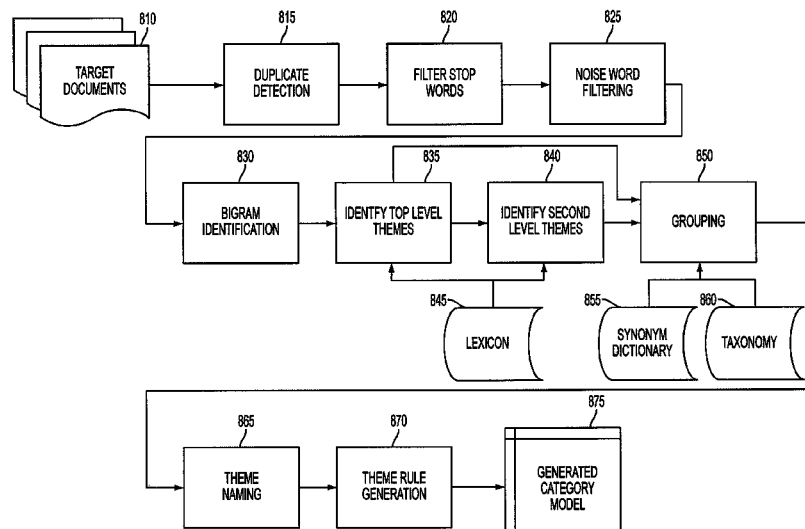 810
815
820
825
TARGET
DOCUMENTS
DUPLICATE
DETECTION
FILTER STOP
WORDS
NOISE WORD
FILTERING
830
835
840
850
BIGRAM
IDENTIFICATION
IDENTFY TOP LEVEL
THEMES
IDENTIFY SECOND
LEVEL THEMES
GROUPING
845
855
860
LEXICON
SYNONYM
DICTIONARY
TAXONOMY
865
870
875
THEME
NAMING
THEME RULE
GENERATION
GENERATED
CATEGORY
MODEL